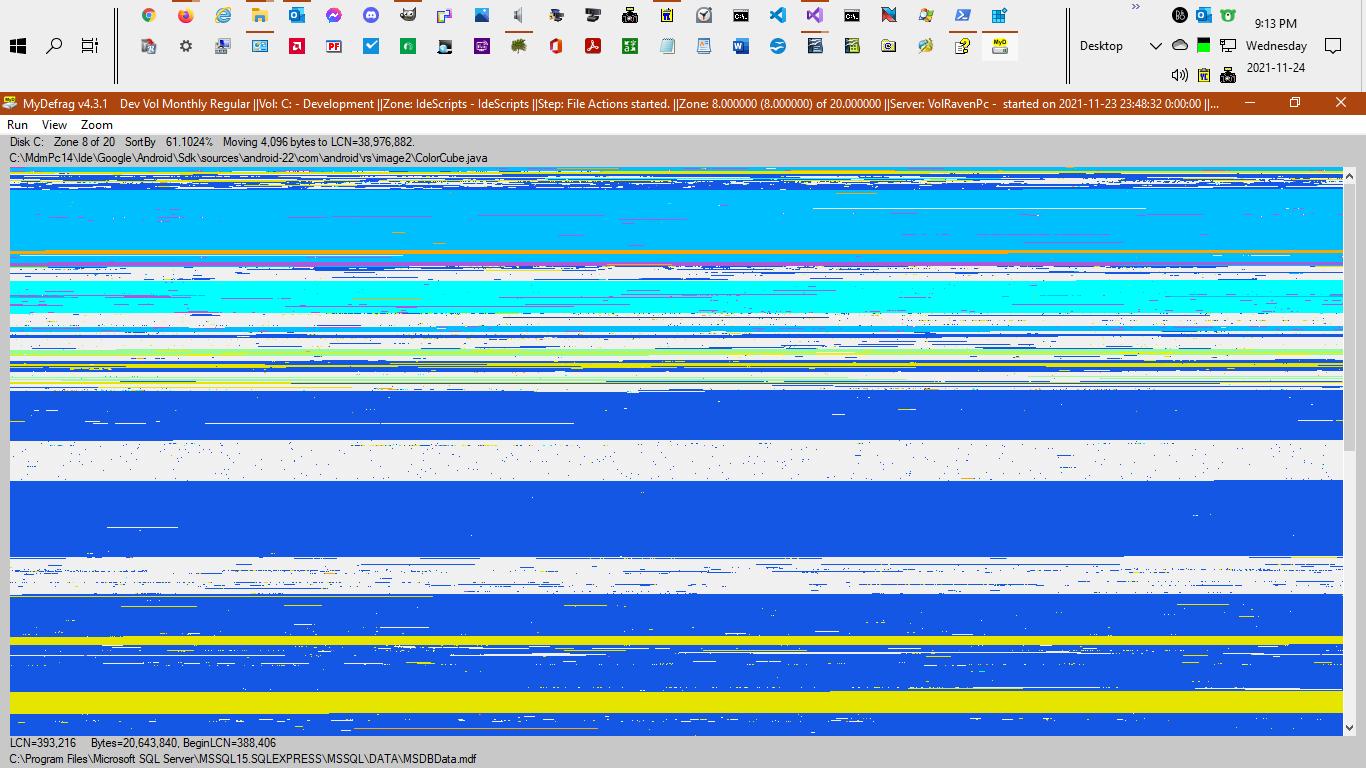 9:13 PM
Desktop
Wednesday
2021-11-24
MyDefrag v4.3.1 Dev Vol Monthly Regular ||Vol: C: - Development ||Zone: IdeScripts - IdeScripts ||Step: File Actions started. ||Zone: 8.000000 (8.000000) of 20.000000 ||Server: VolRavenPc - started on 2021-11-23 23:48:32 0:00:00 ||...
Run View Zoom
Disk C: Zone 8 of 20 SortBy 61.1024% Moving 4,096 bytes to LCN=38,976,882.
C:\MdmPc14\Ide\Google\Android\Sdk\sources\android-22\com\android\rs\image2\ColorCube.java
LCN=393,216 Bytes=20,643,840, BeginLCN=388,406
C:\Program Files\Microsoft SQL Server\MSSQL15.SQLEXPRESS\MSSQL\DATA\MSDBData.mdf